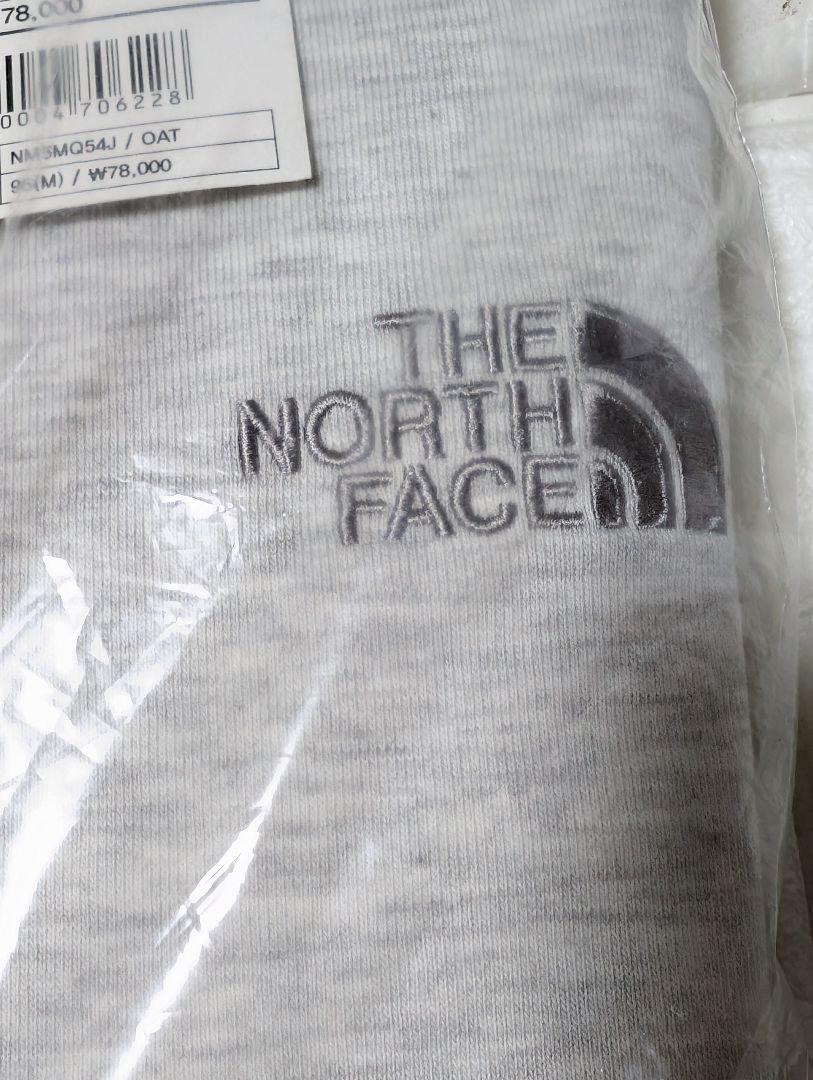 78,000
0004706228
NM5MQ54J / OAT
95(M) / ₩78,000
THE
NORTH
FACE